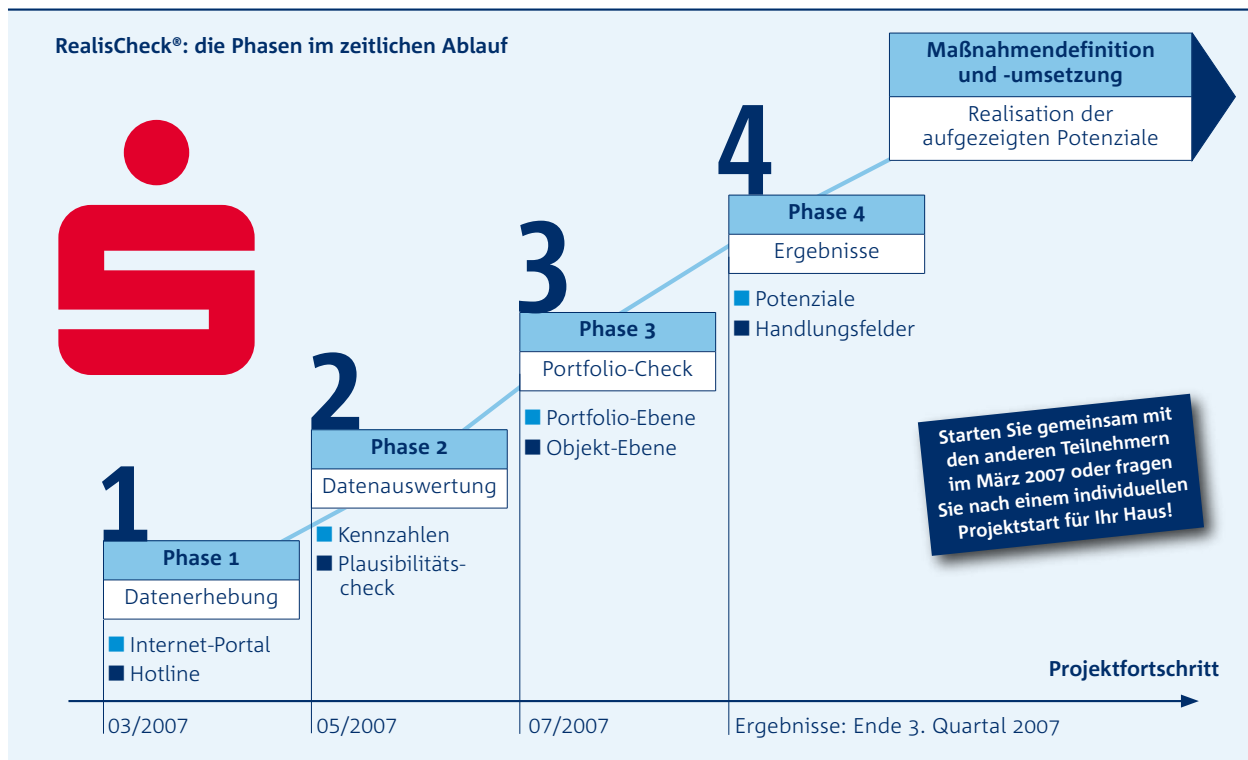 RealisCheck®: die Phasen im zeitlichen Ablauf
Maßnahmendefinition
und -umsetzung
Realisation der
aufgezeigten Potenziale
4
Phase 4
Ergebnisse
Potenziale
Handlungsfelder
3
Phase 3
Portfolio-Check
Portfolio-Ebene
Objekt-Ebene
2
Phase 2
Datenauswertung
Kennzahlen
Plausibilitäts-
check
1
Phase 1
Datenerhebung
Internet-Portal
Hotline
Starten Sie gemeinsam mit
den anderen Teilnehmern
im März 2007 oder fragen
Sie nach einem individuellen
Projektstart für Ihr Haus!
Projektfortschritt
03/2007
05/2007
07/2007
Ergebnisse: Ende 3. Quartal 2007